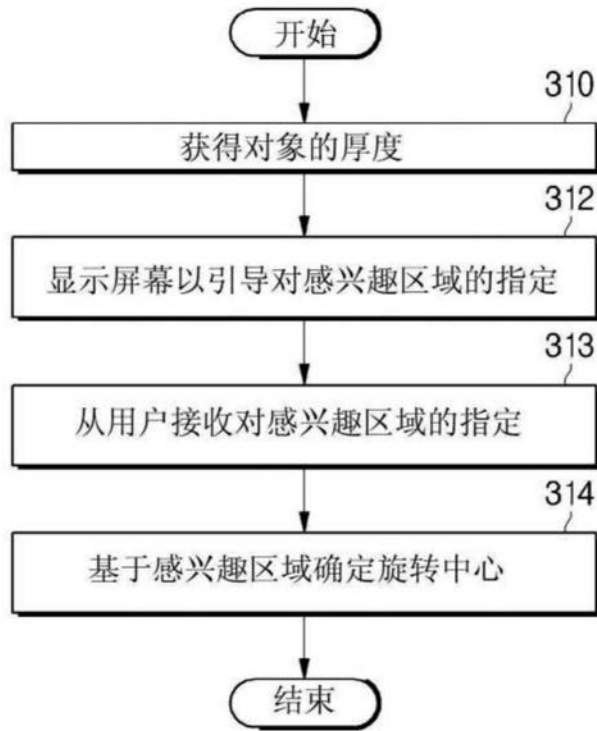 开始
310
获得对象的厚度
312
显示屏幕以引导对感兴趣区域的指定
313
从用户接收对感兴趣区域的指定
314
基于感兴趣区域确定旋转中心
结束